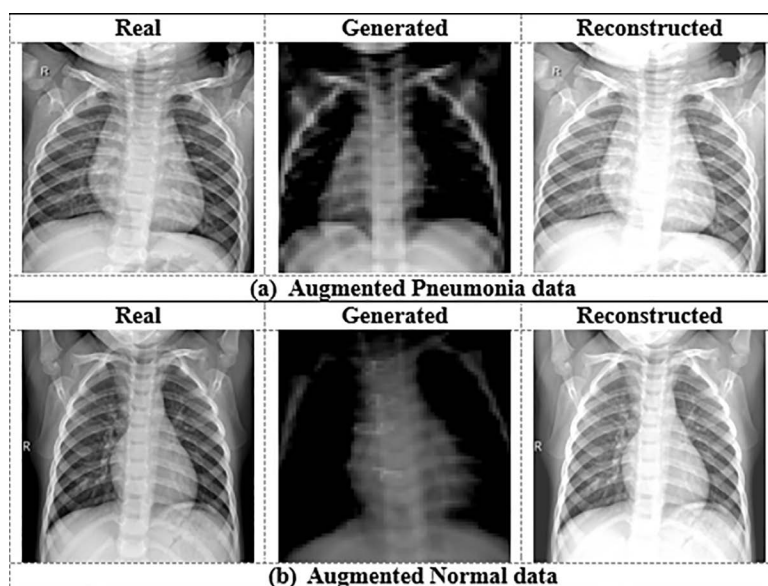 Real Generated Reconstructed
R R
(a) Augmented Pneumonia data
Real Generated Reconstructed
R R
(b) Augmented Normal data